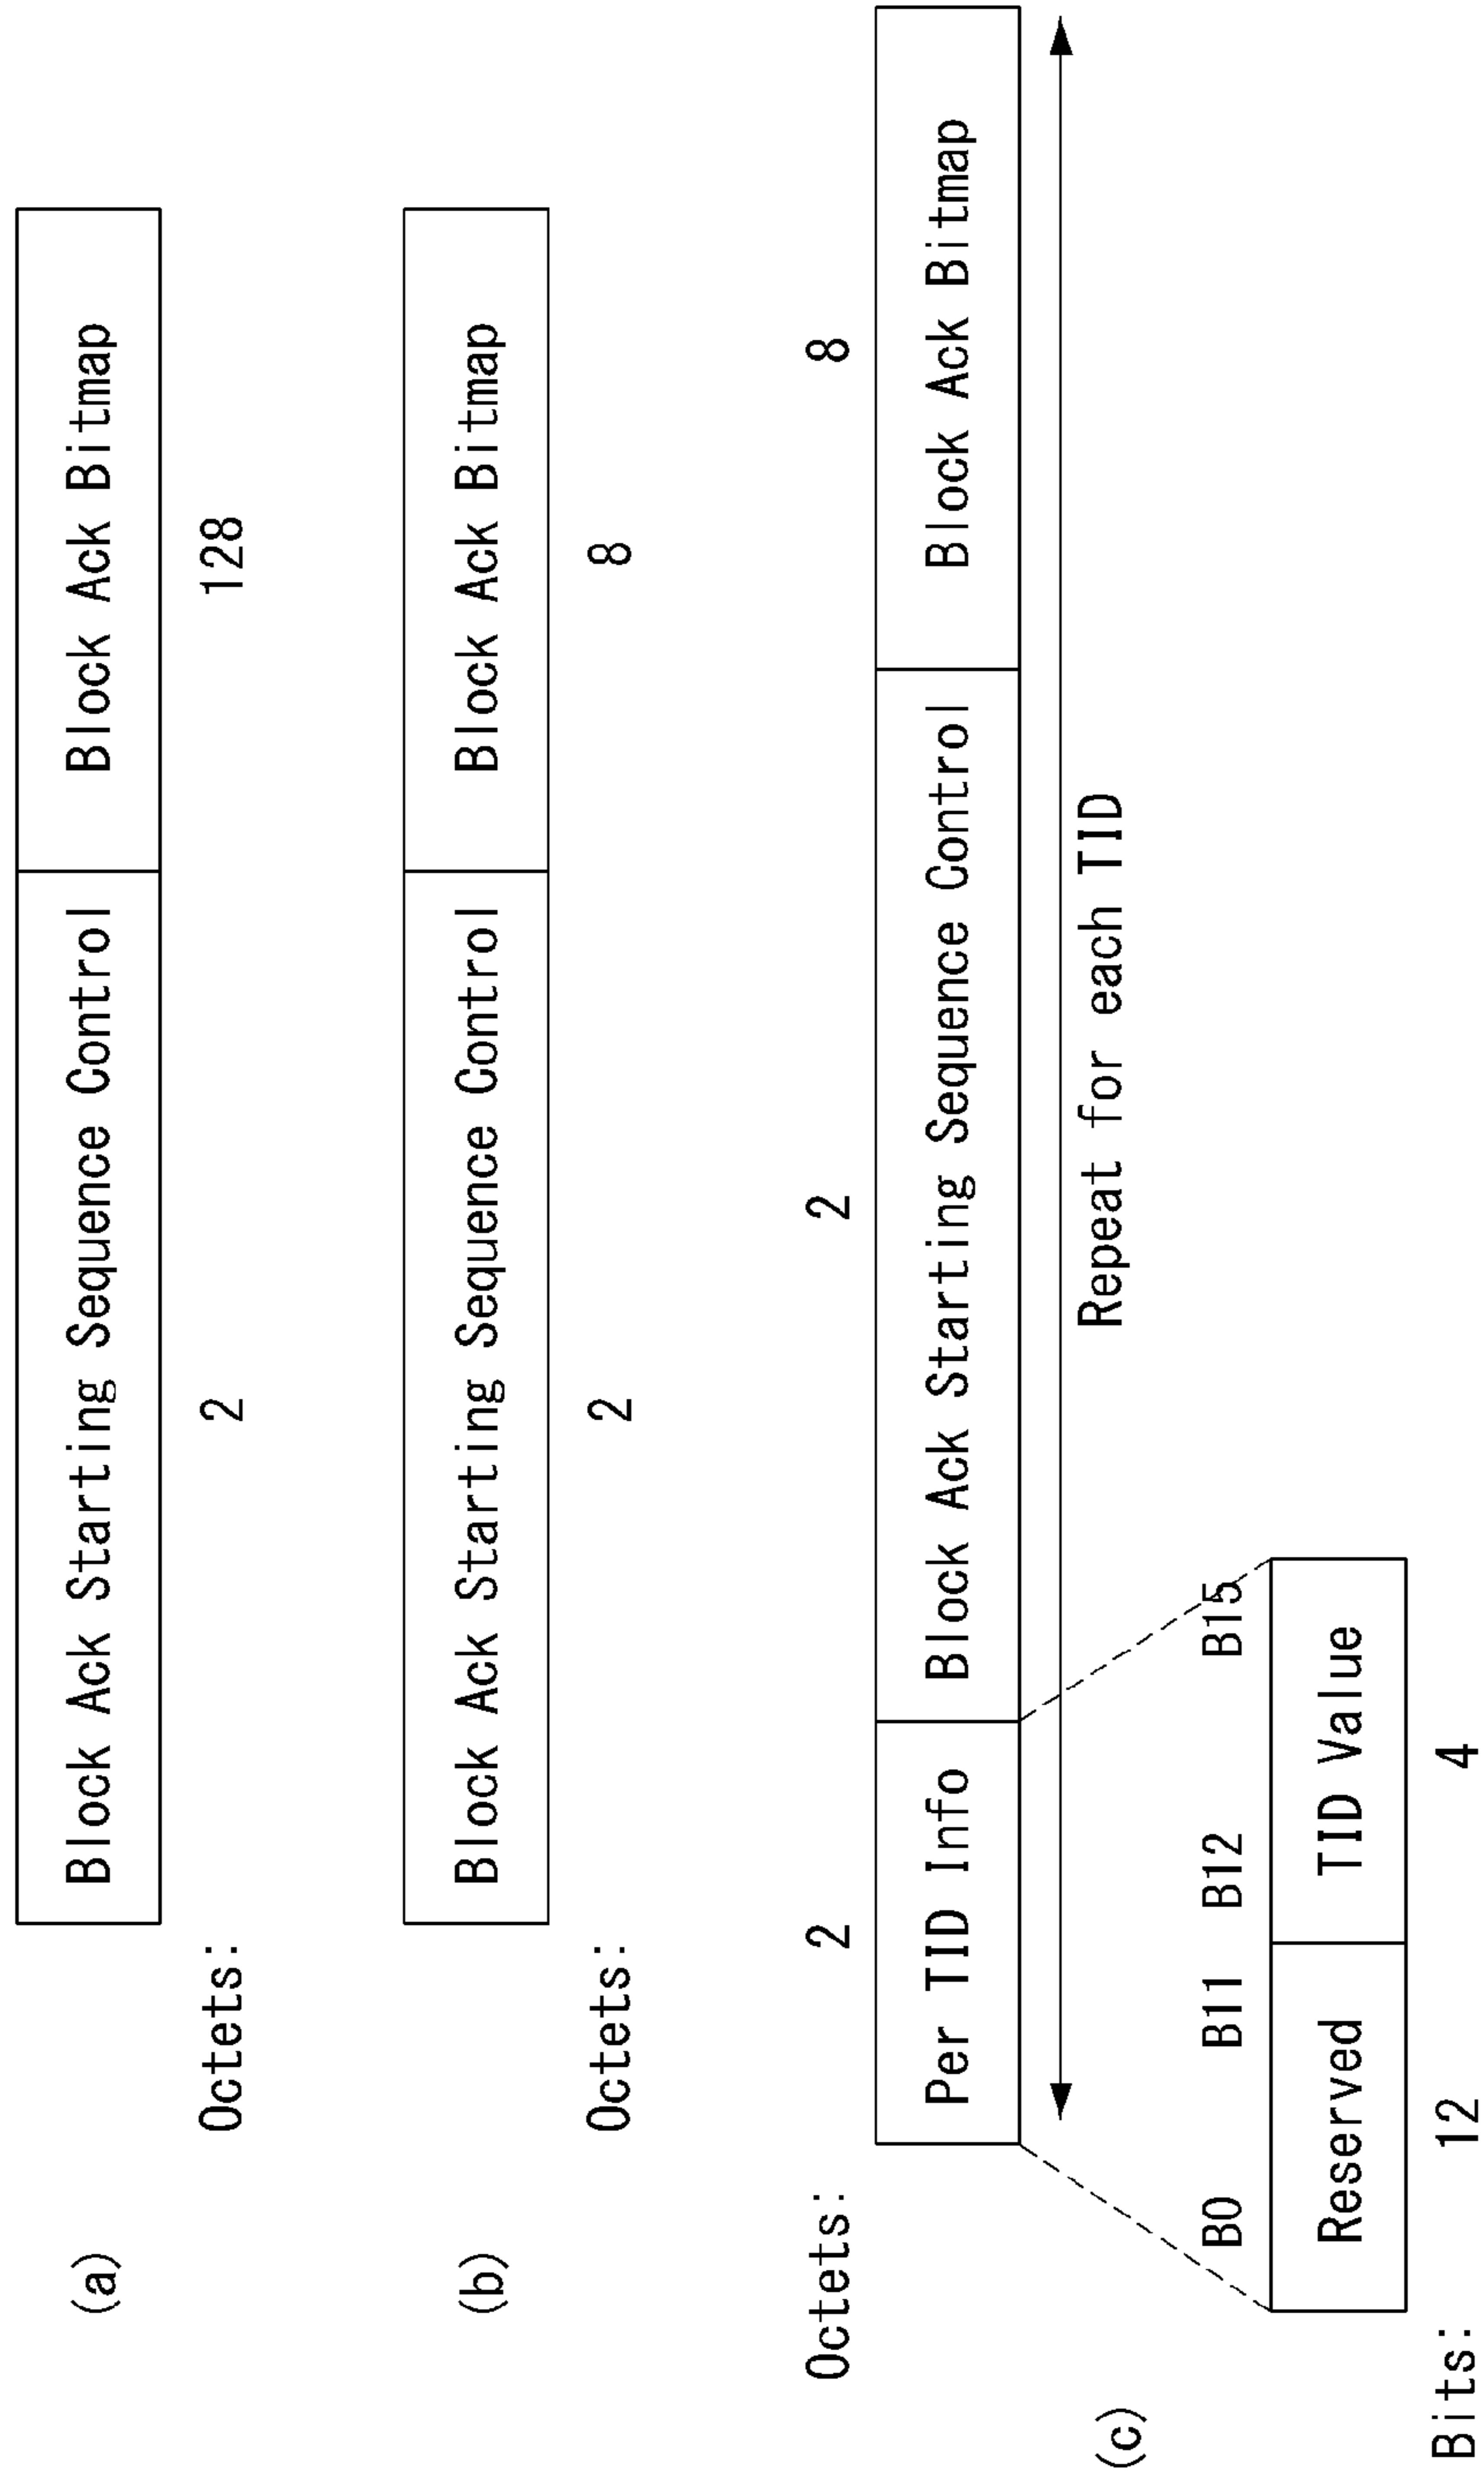 (a)
Block Ack Starting Sequence Control Block Ack Bitmap
Octets: 2 128
(b)
Block Ack Starting Sequence Control Block Ack Bitmap
Octets: 2 8
Octets: 2 2 8
(c)
Per TID Info Block Ack Starting Sequence Control Block Ack Bitmap
Repeat for each TID
B0 B11 B12 B15
Reserved TID Value
Bits: 12 4